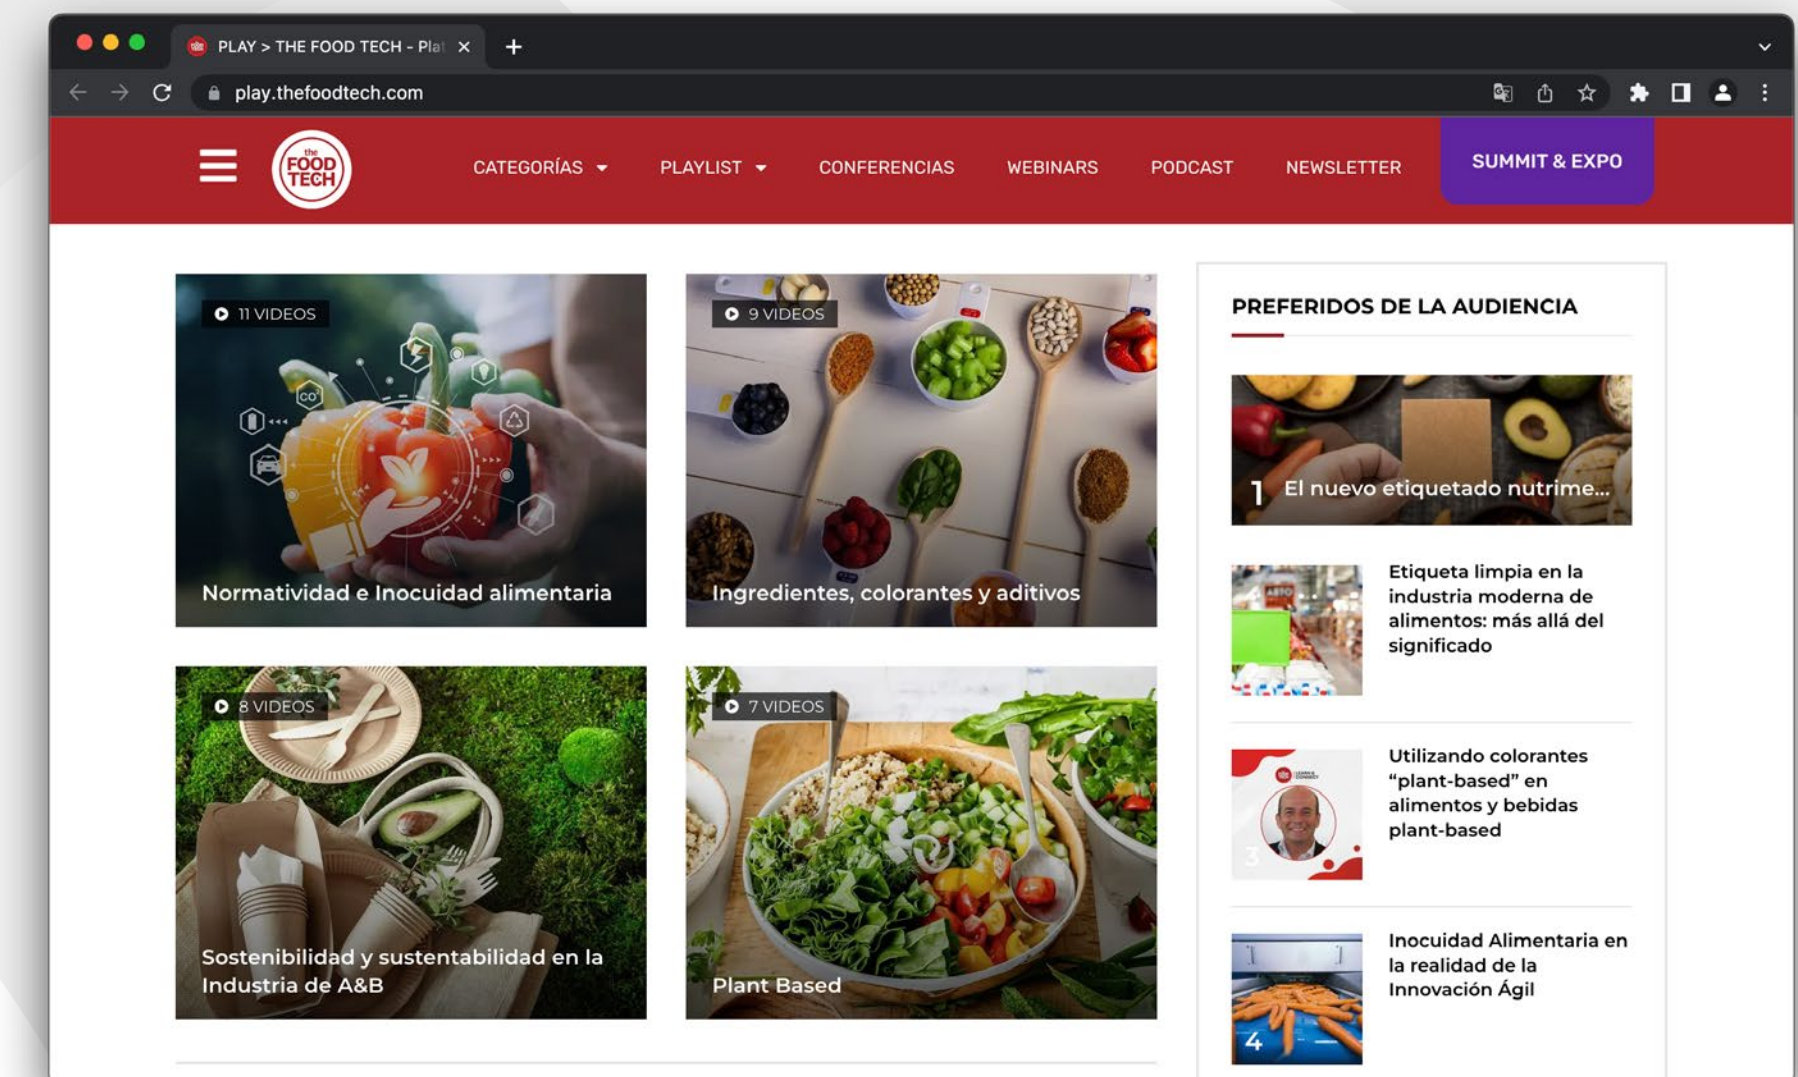 PLAY > THE FOOD TECH - Pla
play.thefoodtech.com
the
FOOD
TECH
CATEGORÍAS
PLAYLIST
CONFERENCIAS
WEBINARS
PODCAST
NEWSLETTER
SUMMIT & EXPO
11 VIDEOS
CO²
Normatividad e Inocuidad alimentaria
9 VIDEOS
Ingredientes, colorantes y aditivos
8 VIDEOS
Sostenibilidad y sustentabilidad en la
Industria de A&B
7 VIDEOS
Plant Based
PREFERIDOS DE LA AUDIENCIA
1 El nuevo etiquetado nutrime...
Etiqueta limpia en la
industria moderna de
alimentos: más allá del
significado
3
Utilizando colorantes
“plant-based” en
alimentos y bebidas
plant-based
4
Inocuidad Alimentaria en
la realidad de la
Innovación Ágil